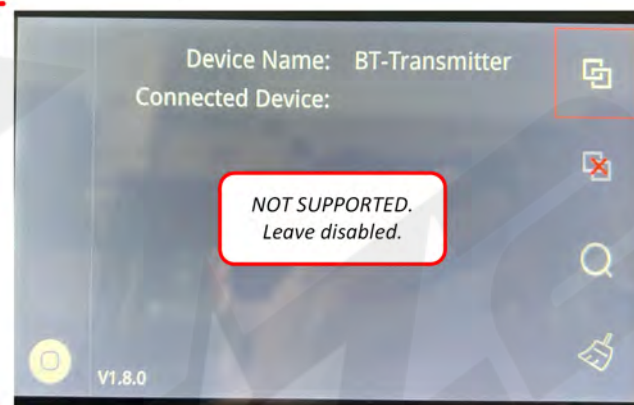 Device Name: BT-Transmitter
Connected Device:
NOT SUPPORTED.
Leave disabled.
V1.8.0